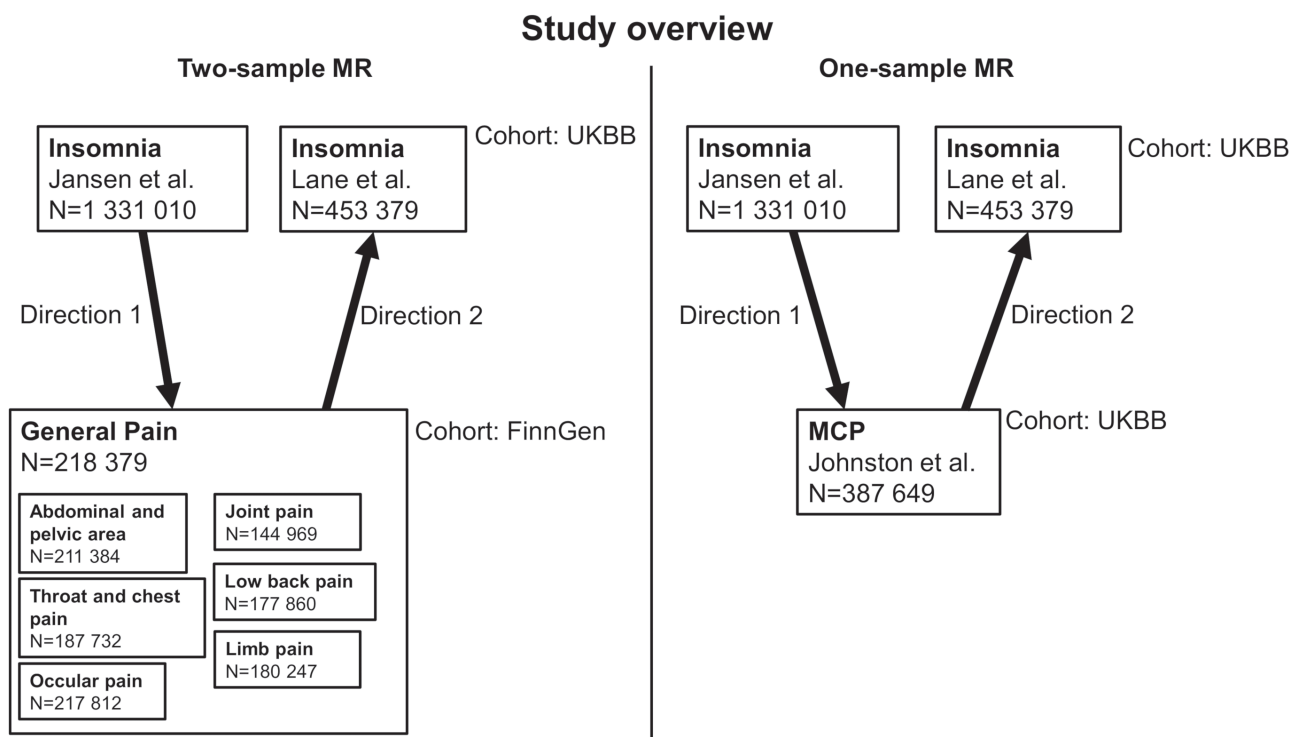 Study overview
Two-sample MR
Insomnia
Jansen et al.
N=1 331 010
Insomnia
Lane et al.
N=453 379
Cohort: UKBB
Direction 1
Direction 2
General Pain
N=218 379
Cohort: FinnGen
Abdominal and
pelvic area
N=211 384
Throat and chest
pain
N=187 732
Occular pain
N=217 812
Joint pain
N=144 969
Low back pain
N=177 860
Limb pain
N=180 247
One-sample MR
Insomnia
Jansen et al.
N=1 331 010
Insomnia
Lane et al.
N=453 379
Cohort: UKBB
Direction 1
Direction 2
MCP
Johnston et al.
N=387 649
Cohort: UKBB